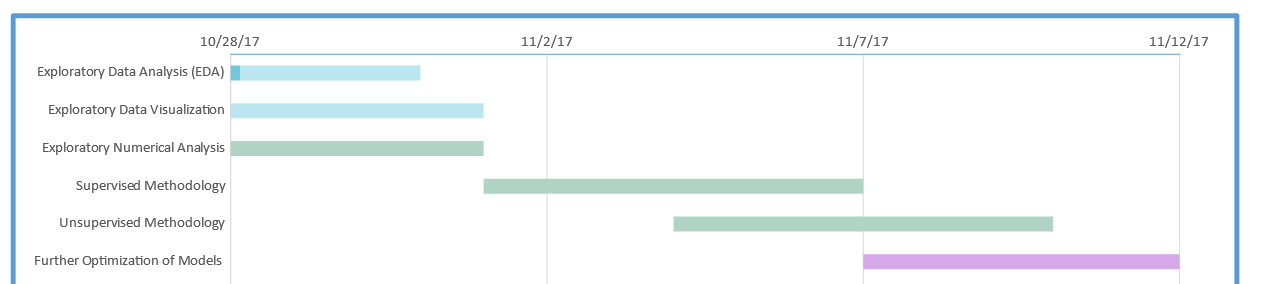 10/28/17 11/2/17 11/7/17 11/12/17
Exploratory Data Analysis (EDA)
Exploratory Data Visualization
Exploratory Numerical Analysis
Supervised Methodology
Unsupervised Methodology
Further Optimization of Models